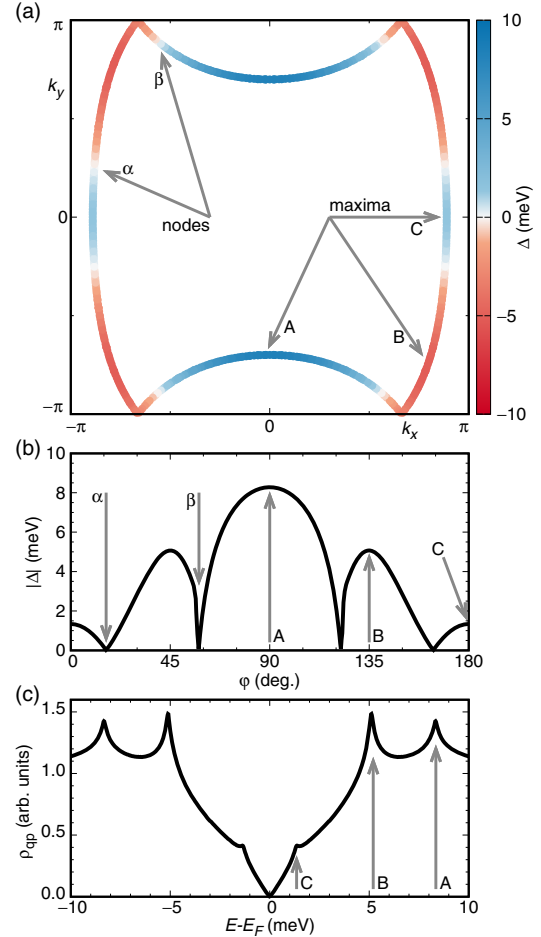 (a)
π
10
β
k_y
5
α
maxima
0
0
nodes
C
Δ (meV)
A
B
−5
−π
−10
−π
0
k_x
π
(b)
10
α
β
8
|Δ| (meV)
6
C
4
2
A
B
0
0
45
90
135
180
φ (deg.)
(c)
1.5
ρ_qp (arb. units)
1.0
0.5
C
B
A
0.0
−10
−5
0
5
10
E-E_F (meV)